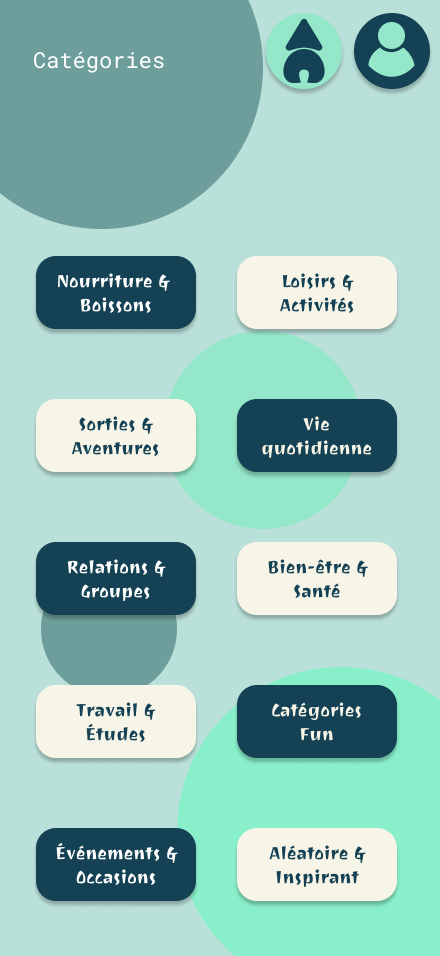 Catégories
Nourriture &
Boissons
Loisirs &
Activités
Sorties &
Aventures
Vie
quotidienne
Relations &
Groupes
Bien-être &
Santé
Travail &
Études
Catégories
Fun
Événements &
Occasions
Aléatoire &
Inspirant